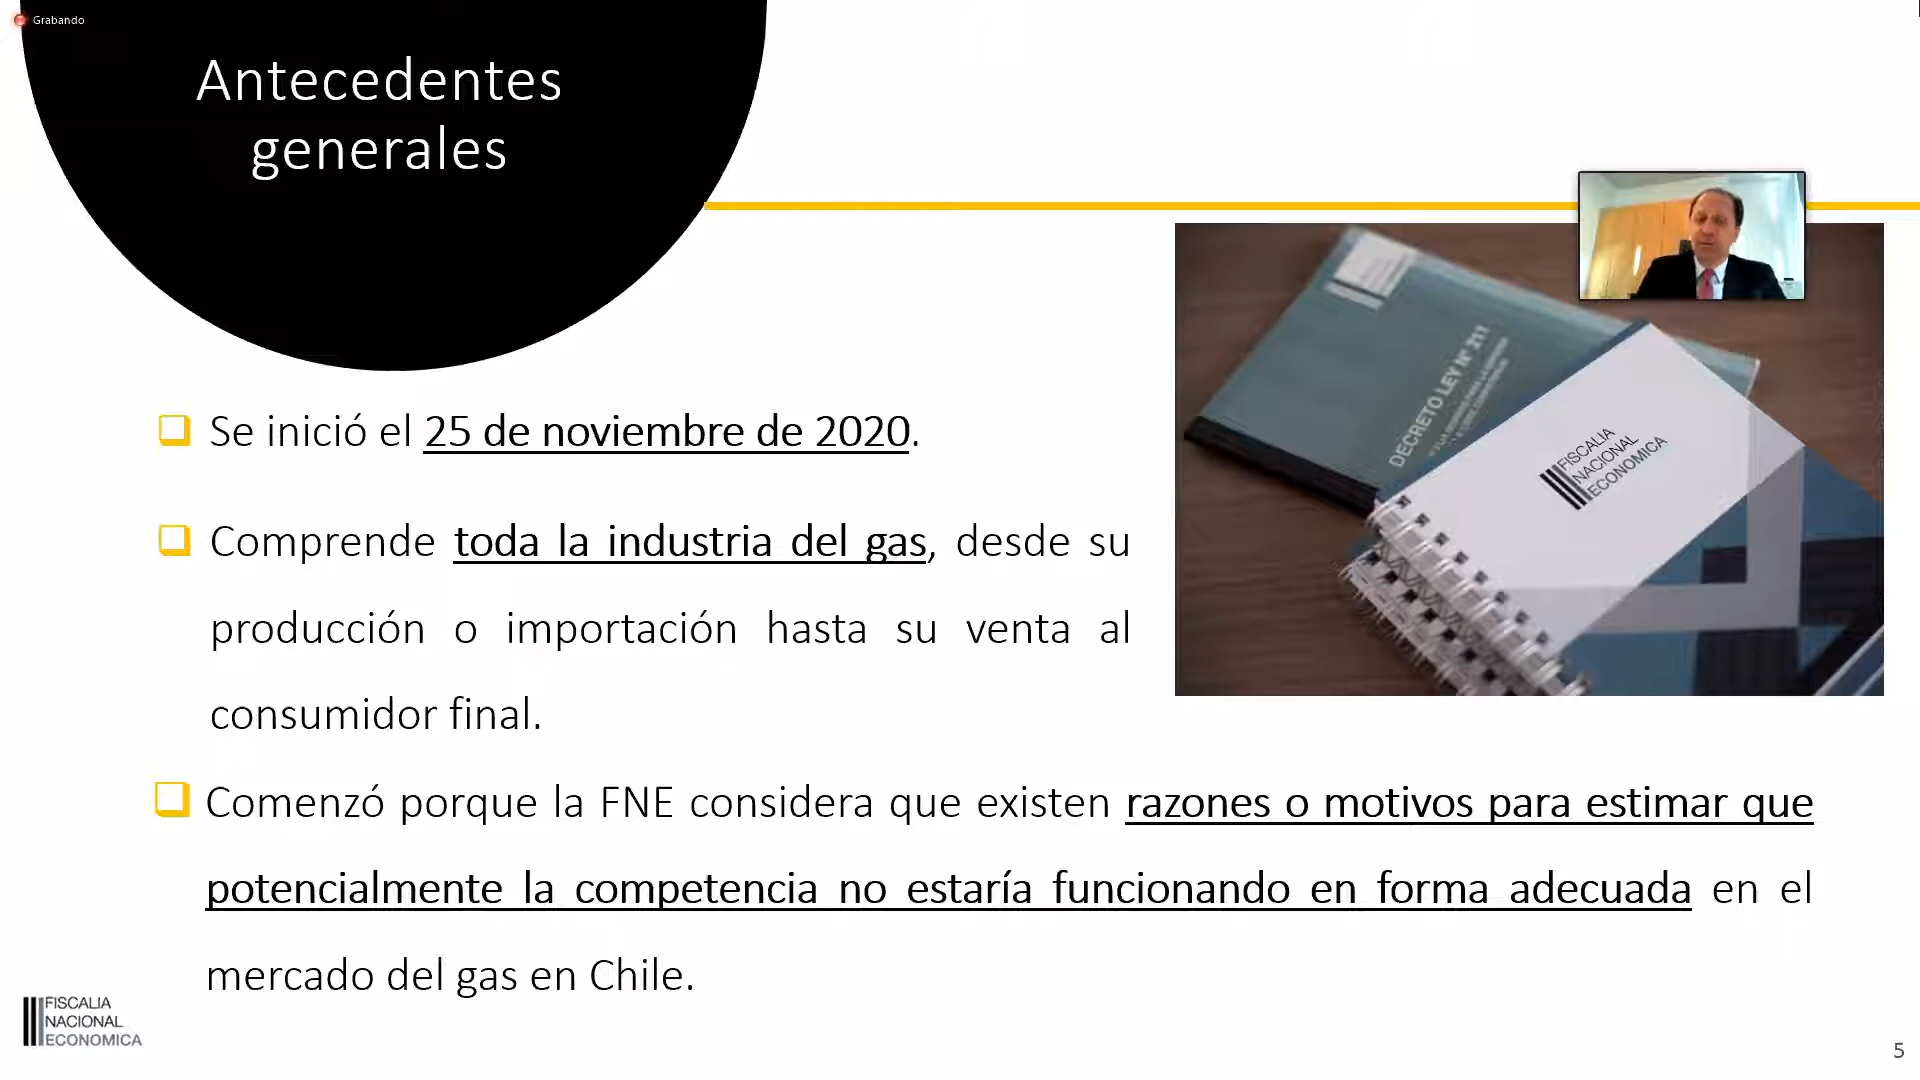 Grabando
Antecedentes
generales
DECRETO LEY N° 211
FISCALIA
NACIONAL
ECONOMICA
Se inició el 25 de noviembre de 2020.
Comprende toda la industria del gas, desde su
producción o importación hasta su venta al
consumidor final.
Comenzó porque la FNE considera que existen razones o motivos para estimar que
potencialmente la competencia no estaría funcionando en forma adecuada en el
mercado del gas en Chile.
FISCALIA
NACIONAL
ECONOMICA
5